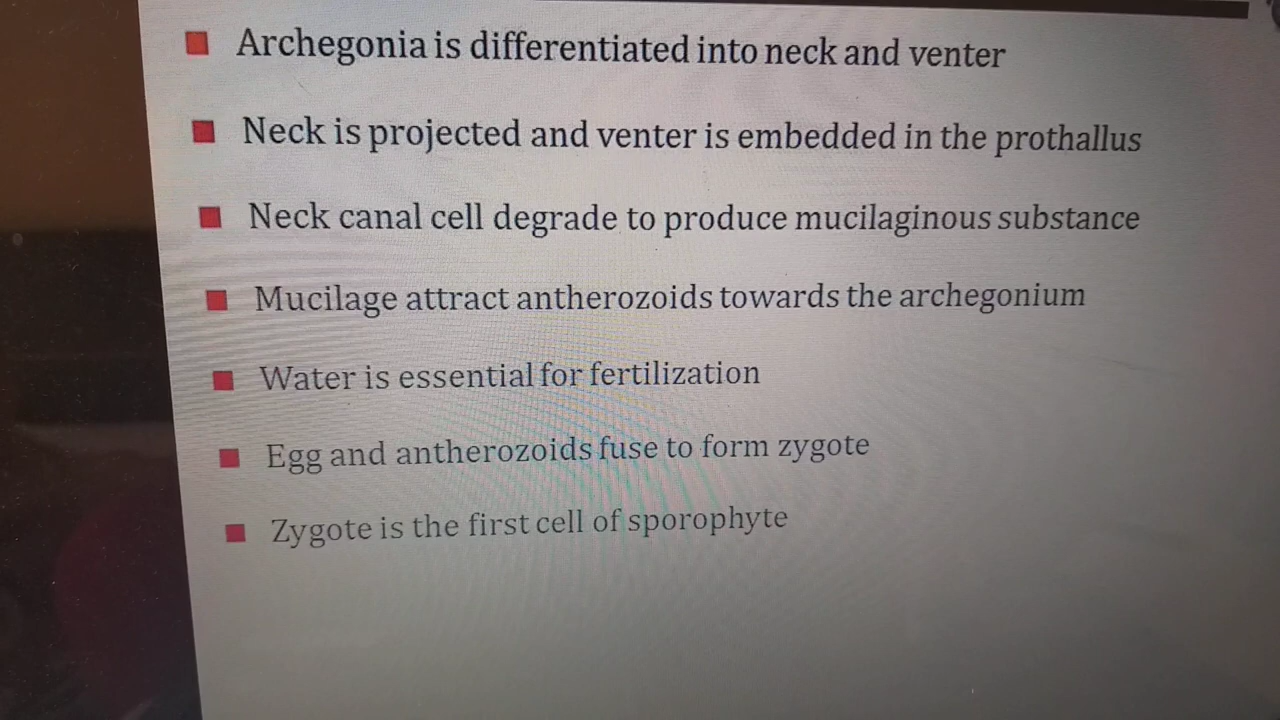 Archegonia is differentiated into neck and venter
Neck is projected and venter is embedded in the prothallus
Neck canal cell degrade to produce mucilaginous substance
Mucilage attract antherozoids towards the archegonium
Water is essential for fertilization
Egg and antherozoids fuse to form zygote
Zygote is the first cell of sporophyte